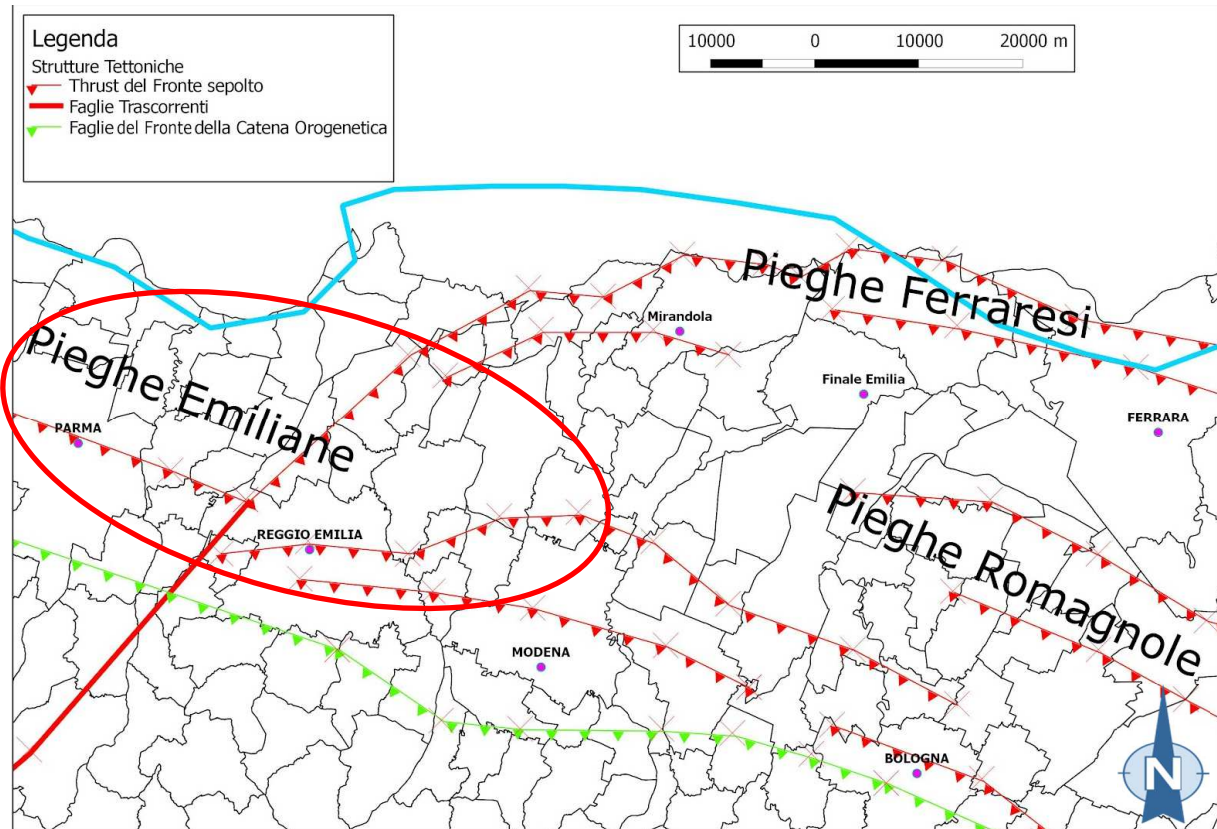 Legenda
Strutture Tettoniche
Thrust del Fronte sepolto
Faglie Trascorrenti
Faglie del Fronte della Catena Orogenetica
10000 0 10000 20000 m
Pieghe Ferraresi
Mirandola
Pieghe Emiliane
Finale Emilia
FERRARA
PARMA
REGGIO EMILIA
Pieghe Romagnole
MODENA
BOLOGNA
N